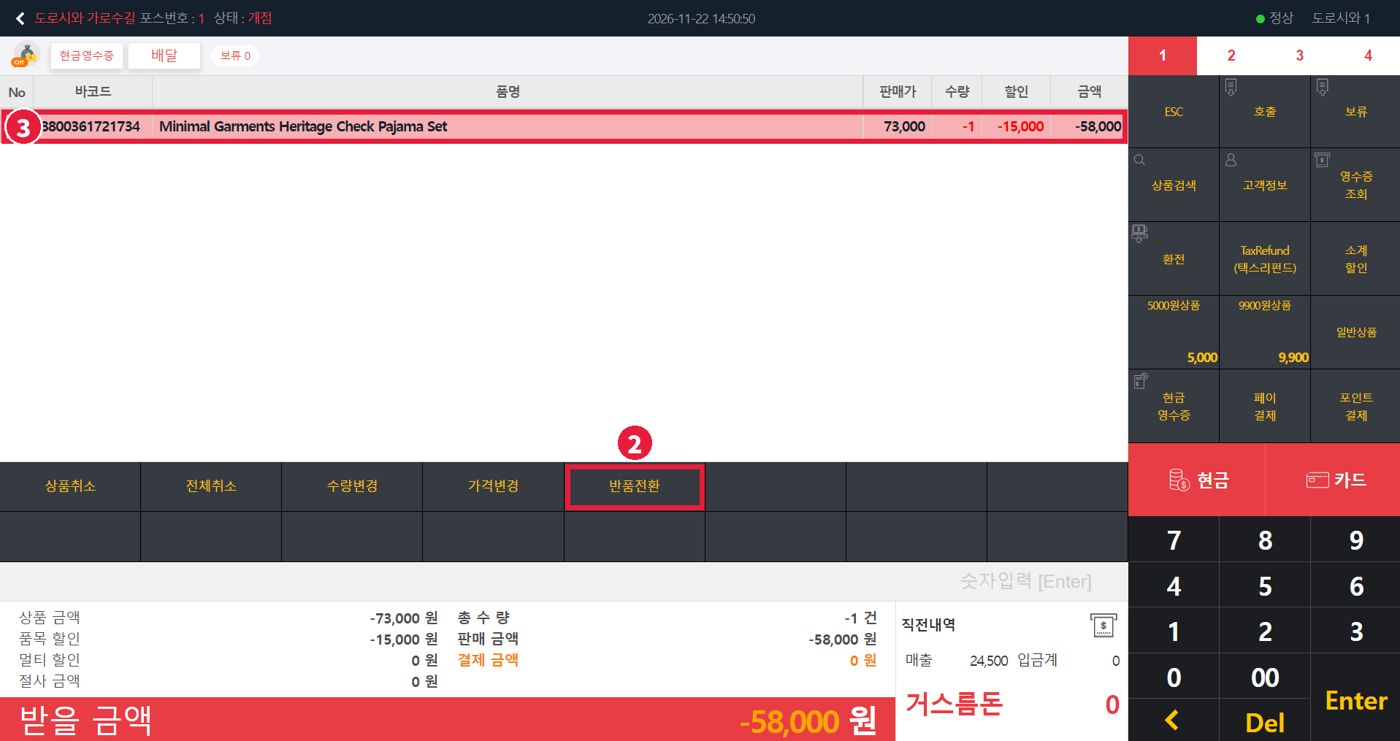 도로시와 가로수길 포스번호 : 1 상태 : 개점
2026-11-22 14:50:50
정상 도로시와 1
Off 현금영수증 배달 보류 0
1 2 3 4
No 바코드 품명 판매가 수량 할인 금액
3 3800361721734 Minimal Garments Heritage Check Pajama Set 73,000 -1 -15,000 -58,000
ESC 호출 보류
상품검색 고객정보 영수증
조회
환전 TaxRefund
(택스리펀드) 소계
할인
5000원상품 9900원상품 일반상품
5,000 9,900
현금
영수증 페이
결제 포인트
결제
2
상품취소 전체취소 수량변경 가격변경 반품전환
현금 카드
숫자입력 [Enter]
7 8 9
4 5 6
1 2 3
0 00 Enter
Del
상품 금액 -73,000 원 총 수 량 -1 건
품목 할인 -15,000 원 판매 금액 -58,000 원
멀티 할인 0 원 결제 금액 0 원
절사 금액 0 원
받을 금액 -58,000 원
직전내역
매출 24,500 입금계 0
거스름돈 0